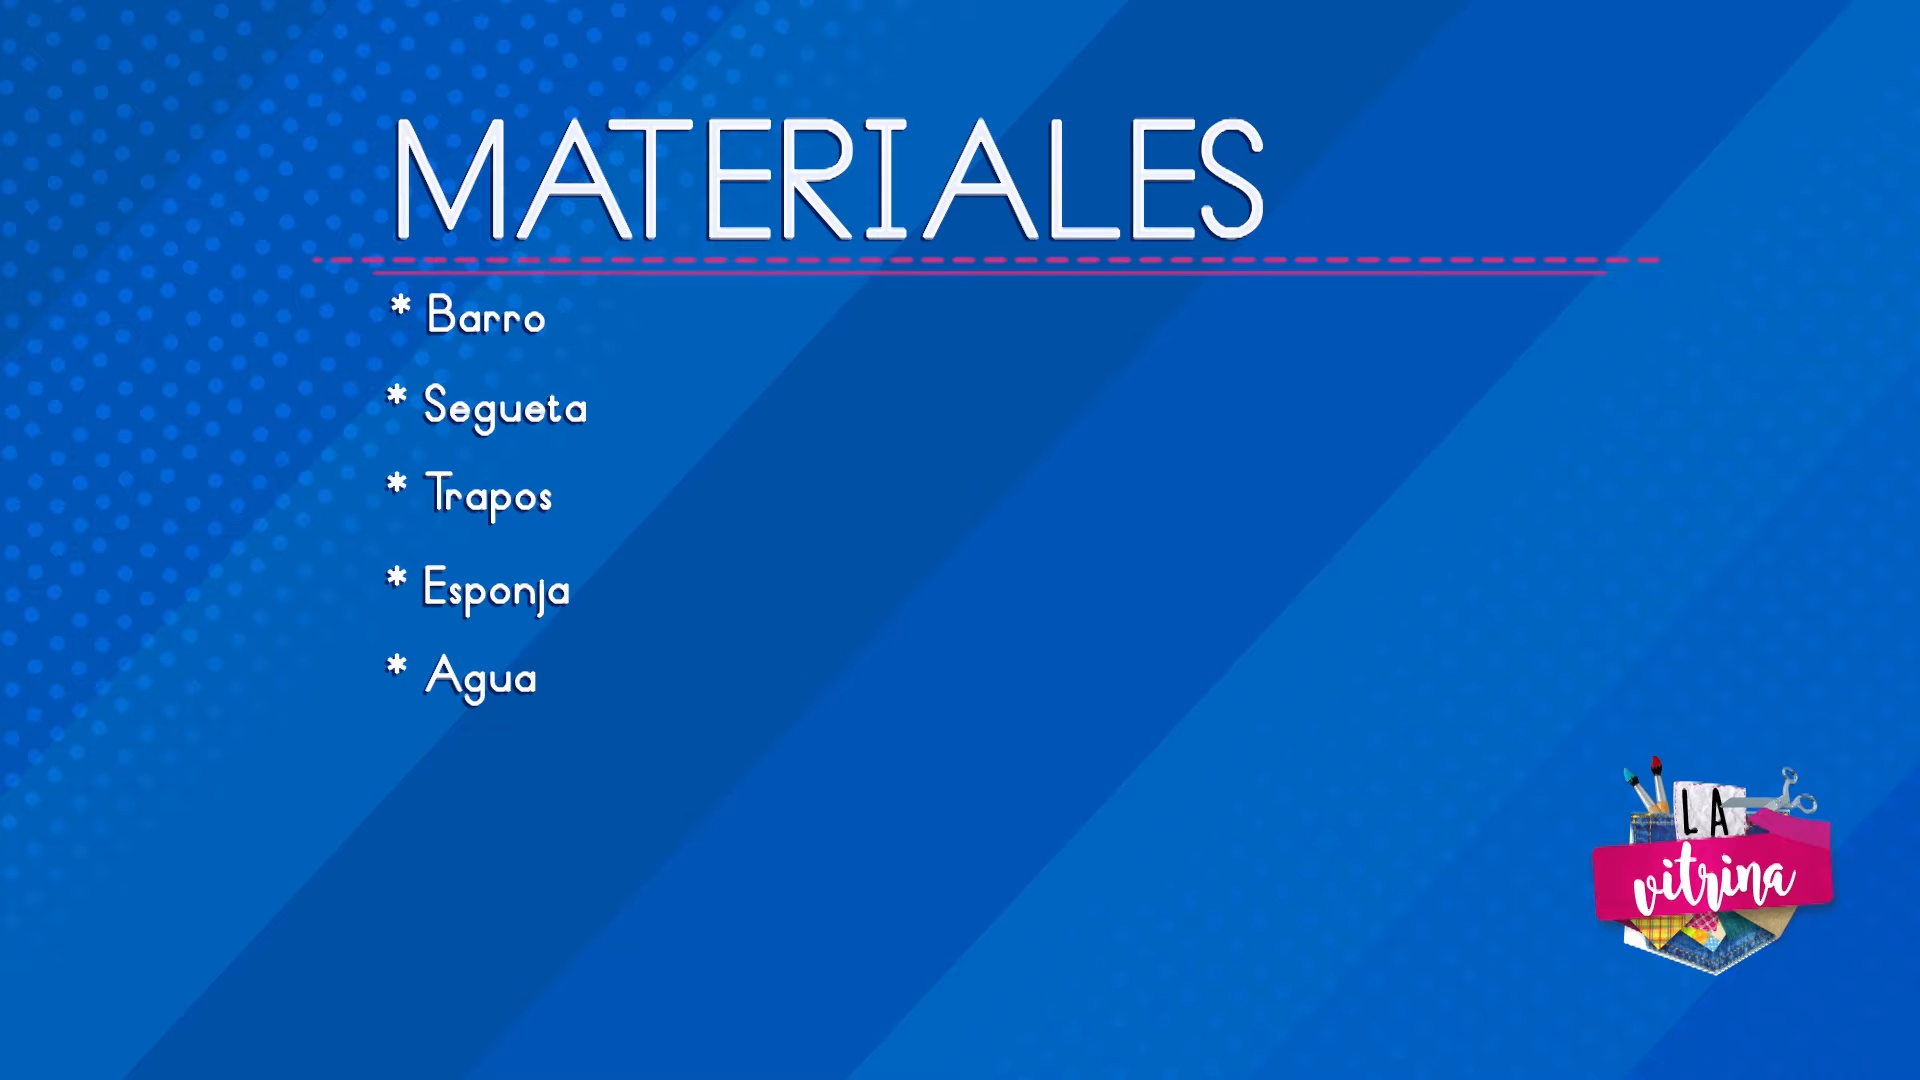 MATERIALES
* Barro
* Segueta
* Trapos
* Esponja
* Agua
LA
vitrina